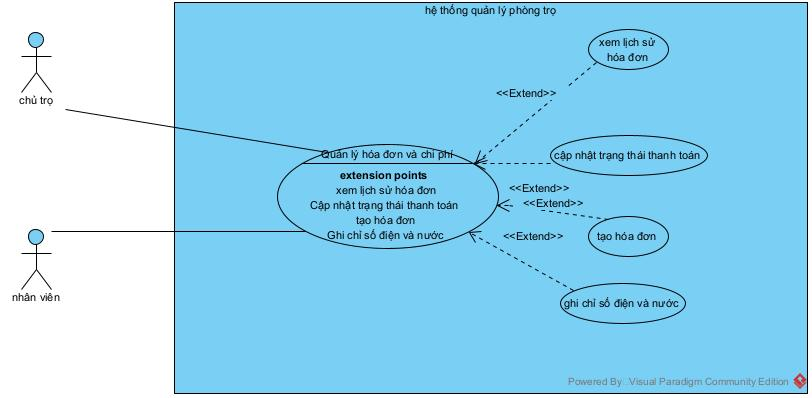 hệ thống quản lý phòng trọ
chủ trọ
nhân viên
Quản lý hóa đơn và chi phí
extension points
xem lịch sử hóa đơn
Cập nhật trạng thái thanh toán
tạo hóa đơn
Ghi chỉ số điện và nước
xem lịch sử
hóa đơn
<<Extend>>
cập nhật trạng thái thanh toán
<<Extend>>
<<Extend>>
tạo hóa đơn
<<Extend>>
ghi chỉ số điện và nước
Powered By Visual Paradigm Community Edition